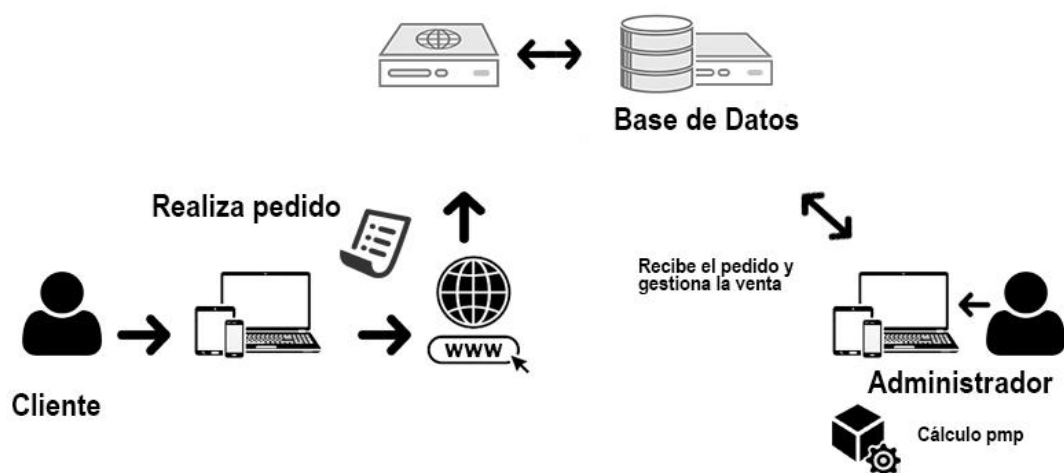 Base de Datos
Realiza pedido
Recibe el pedido y
gestiona la venta
www
Cliente
Administrador
Cálculo pmp